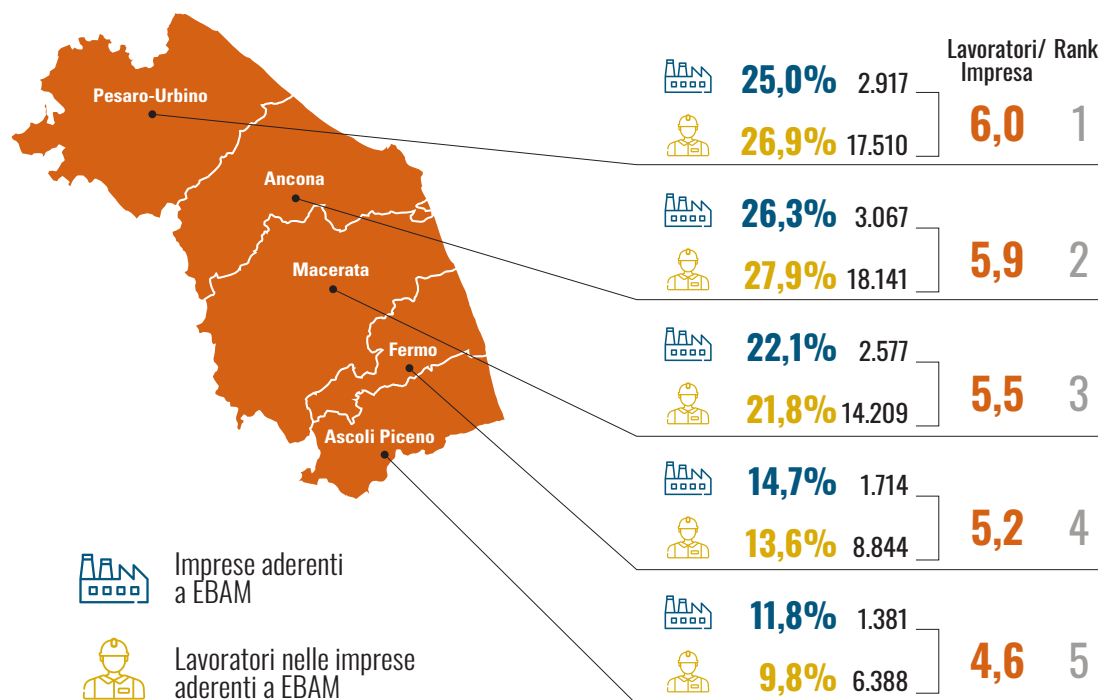 Lavoratori/ Rank
Impresa
Pesaro-Urbino
25,0% 2.917
26,9% 17.510
6,0 1
Ancona
26,3% 3.067
27,9% 18.141
5,9 2
Macerata
22,1% 2.577
21,8% 14.209
5,5 3
Fermo
14,7% 1.714
13,6% 8.844
5,2 4
Ascoli Piceno
11,8% 1.381
9,8% 6.388
4,6 5
Imprese aderenti
a EBAM
Lavoratori nelle imprese
aderenti a EBAM